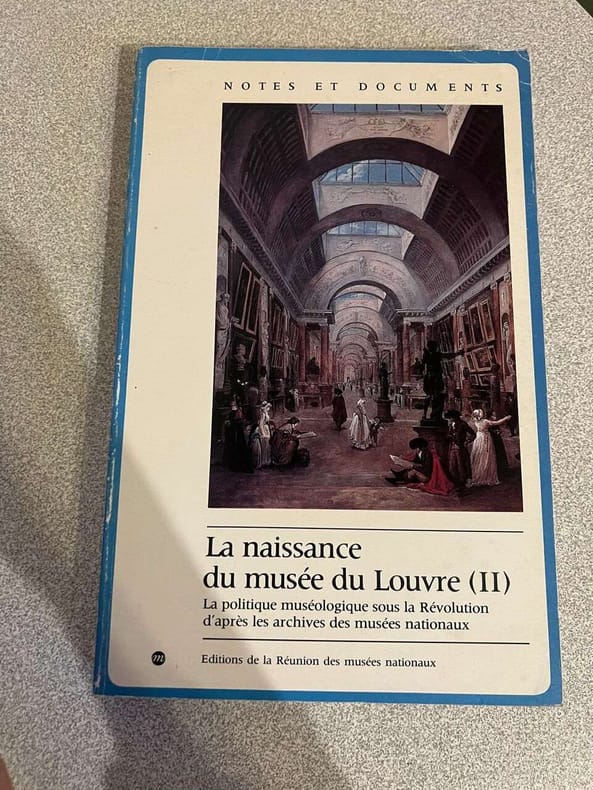 NOTES ET DOCUMENTS
La naissance
du musée du Louvre (II)
La politique muséologique sous la Révolution
d'après les archives des musées nationaux
m
Editions de la Réunion des musées nationaux